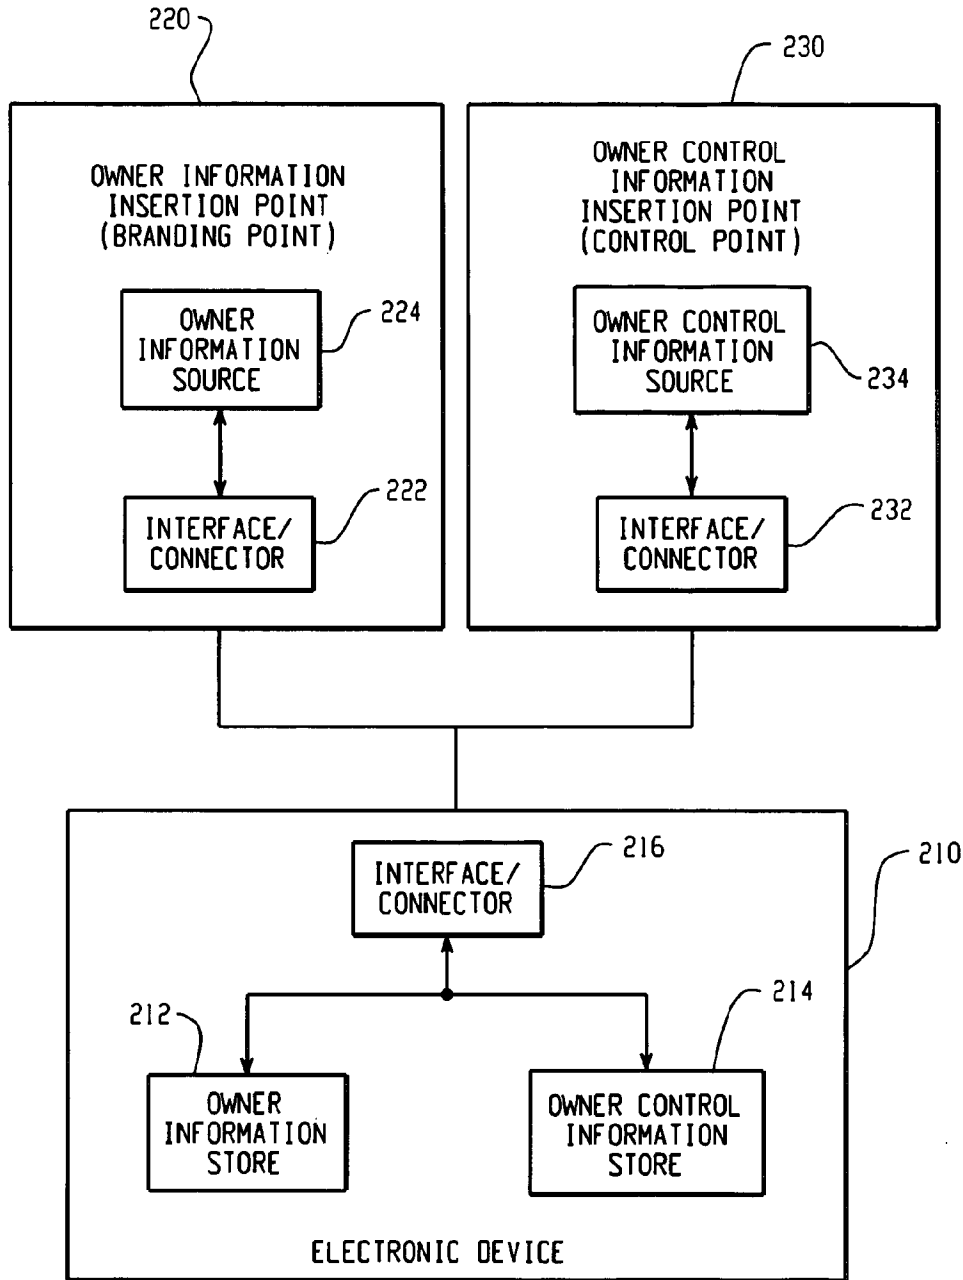 220
230
OWNER INFORMATION
INSERTION POINT
(BRANDING POINT)
OWNER CONTROL
INFORMATION
INSERTION POINT
(CONTROL POINT)
OWNER
INFORMATION
SOURCE
224
OWNER CONTROL
INFORMATION
SOURCE
234
INTERFACE/
CONNECTOR
222
INTERFACE/
CONNECTOR
232
INTERFACE/
CONNECTOR
216
210
212
214
OWNER
INFORMATION
STORE
OWNER CONTROL
INFORMATION
STORE
ELECTRONIC DEVICE